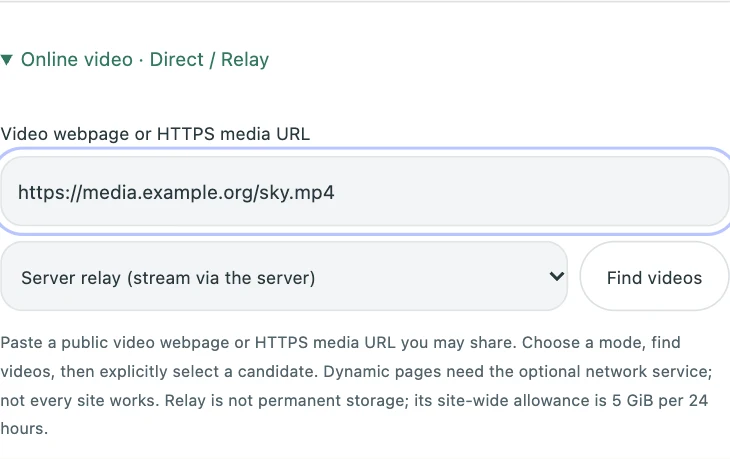 ▼ Online video · Direct / Relay
Video webpage or HTTPS media URL
https://media.example.org/sky.mp4
Server relay (stream via the server)
Find videos
Paste a public video webpage or HTTPS media URL you may share. Choose a mode, find
videos, then explicitly select a candidate. Dynamic pages need the optional network service;
not every site works. Relay is not permanent storage; its site-wide allowance is 5 GiB per 24
hours.